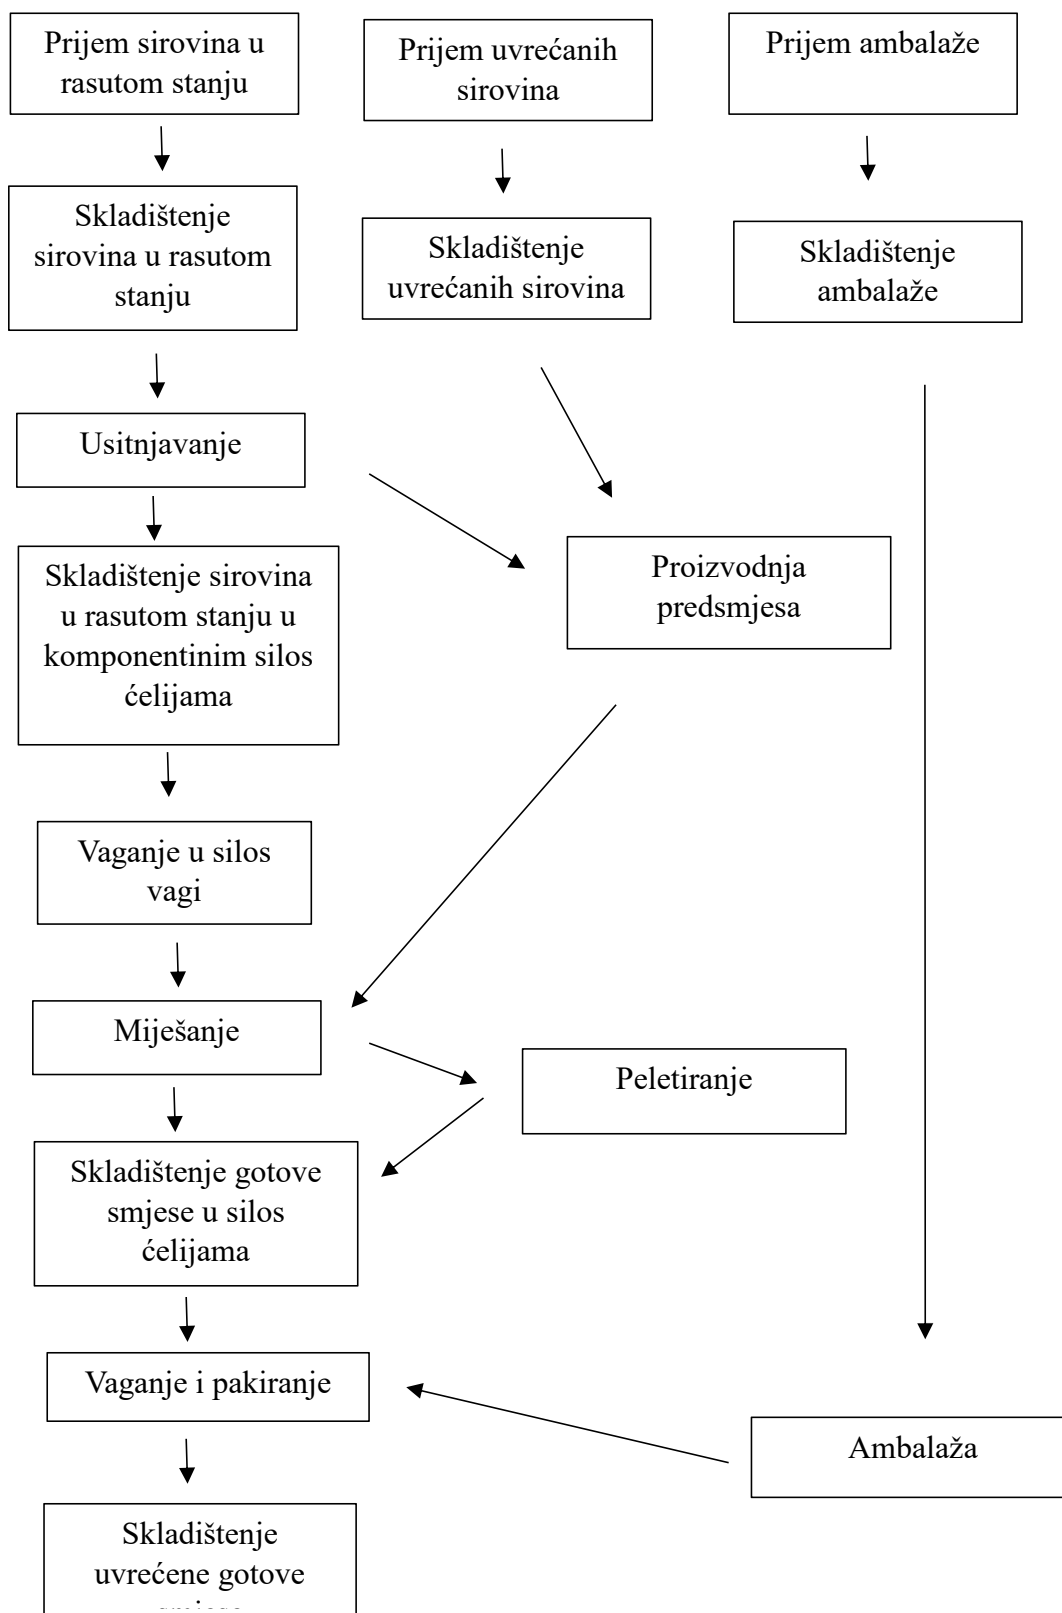 Prijem sirovina u
rasutom stanju
Prijem uvrećanih
sirovina
Prijem ambalaže
Skladištenje
sirovina u rasutom
stanju
Skladištenje
uvrećanih sirovina
Skladištenje
ambalaže
Usitnjavanje
Skladištenje sirovina
u rasutom stanju u
komponentinim silos
ćelijama
Proizvodnja
predsmjesa
Vaganje u silos
vagi
Miješanje
Peletiranje
Skladištenje gotove
smjese u silos
ćelijama
Vaganje i pakiranje
Ambalaža
Skladištenje
uvrećene gotove